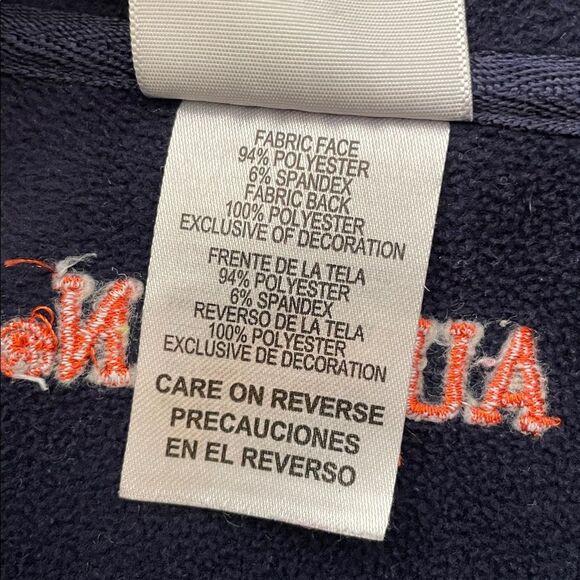 FABRIC FACE
94% POLYESTER
6% SPANDEX
FABRIC BACK
100% POLYESTER
EXCLUSIVE OF DECORATION
FRENTE DE LA TELA
94% POLYESTER
6% SPANDEX
REVERSO DE LA TELA
100% POLYESTER
EXCLUSIVE DE DECORATION
CARE ON REVERSE
PRECAUCIONES
EN EL REVERSO